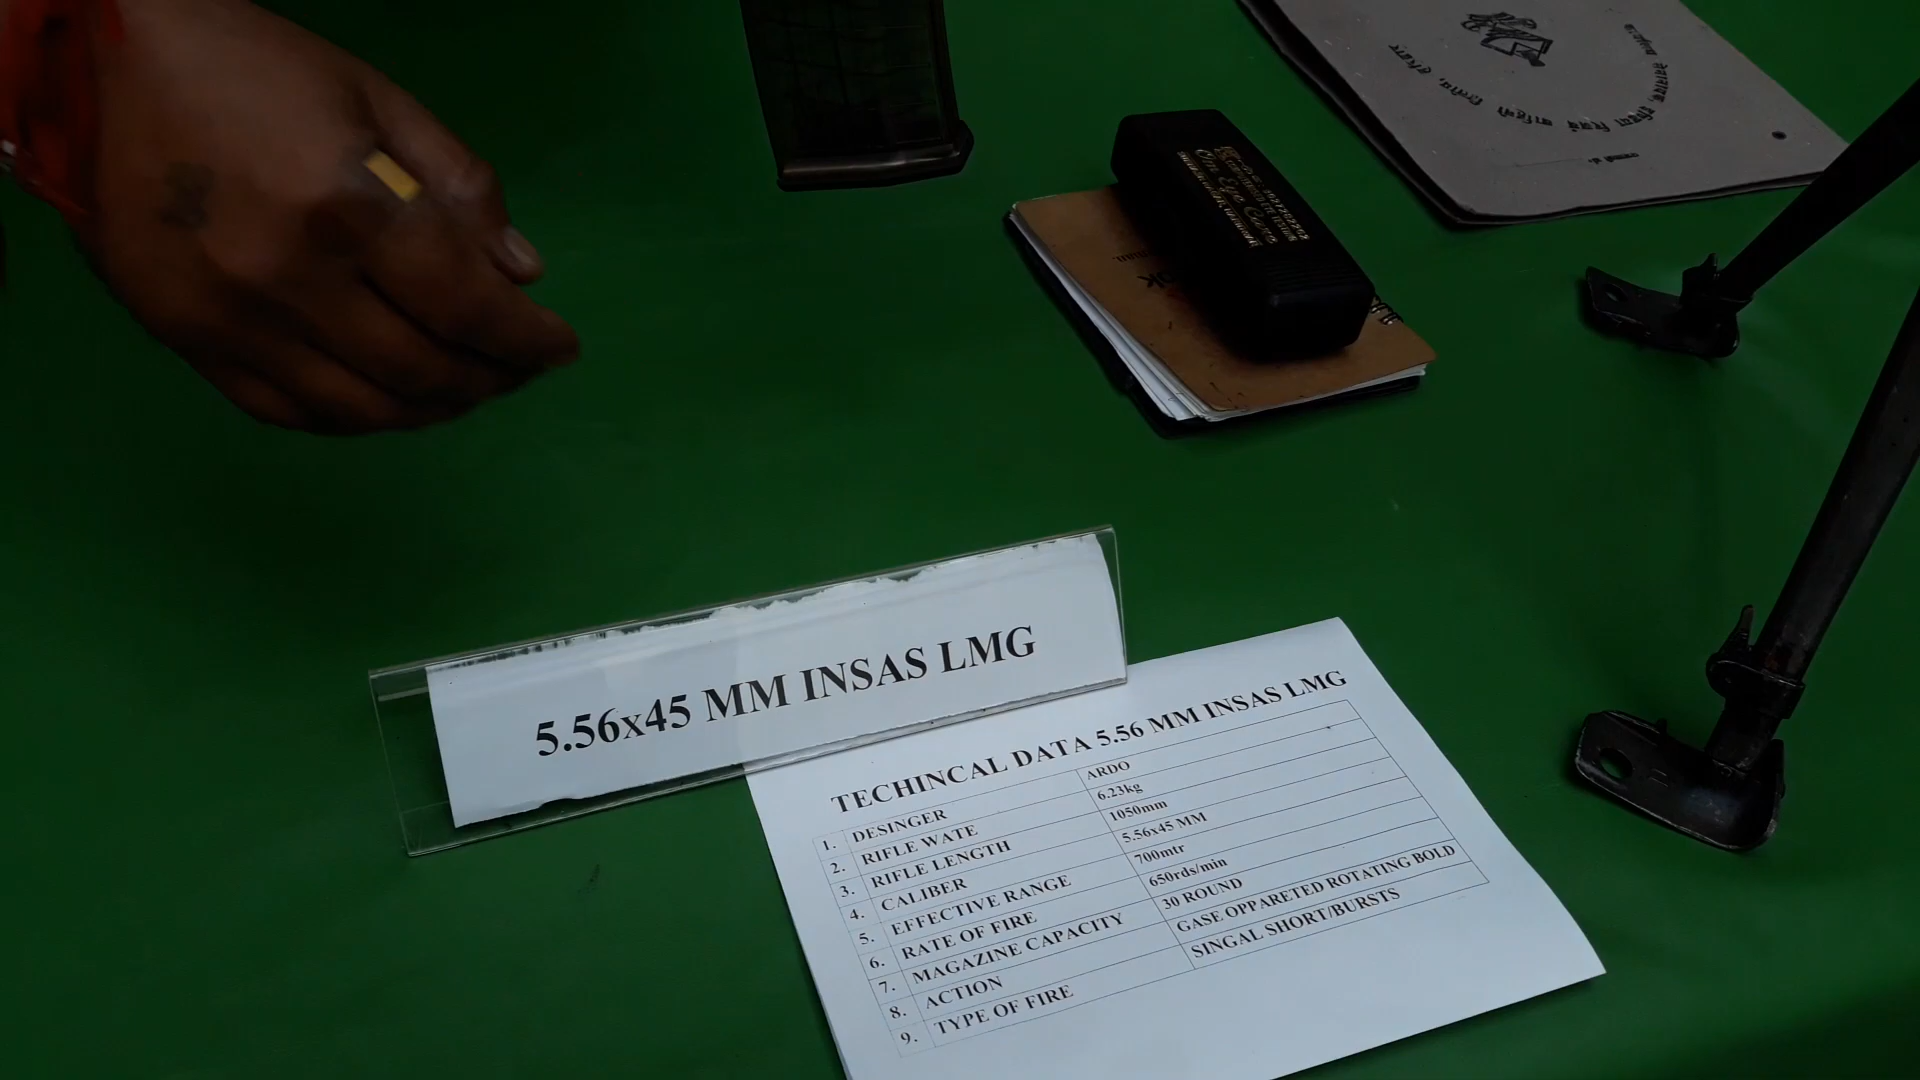 5.56x45 MM INSAS LMG
TECHINCAL DATA 5.56 MM INSAS LMG
1. DESINGER ARDO
2. RIFLE WATE 6.23kg
3. RIFLE LENGTH 1050mm
4. CALIBER 5.56x45 MM
5. EFFECTIVE RANGE 700mtr
6. RATE OF FIRE 650rds/min
7. MAGAZINE CAPACITY 30 ROUND
8. ACTION GASE OPPARETED ROTATING BOLD
9. TYPE OF FIRE SINGAL SHORT/BURSTS
Om Eye Care